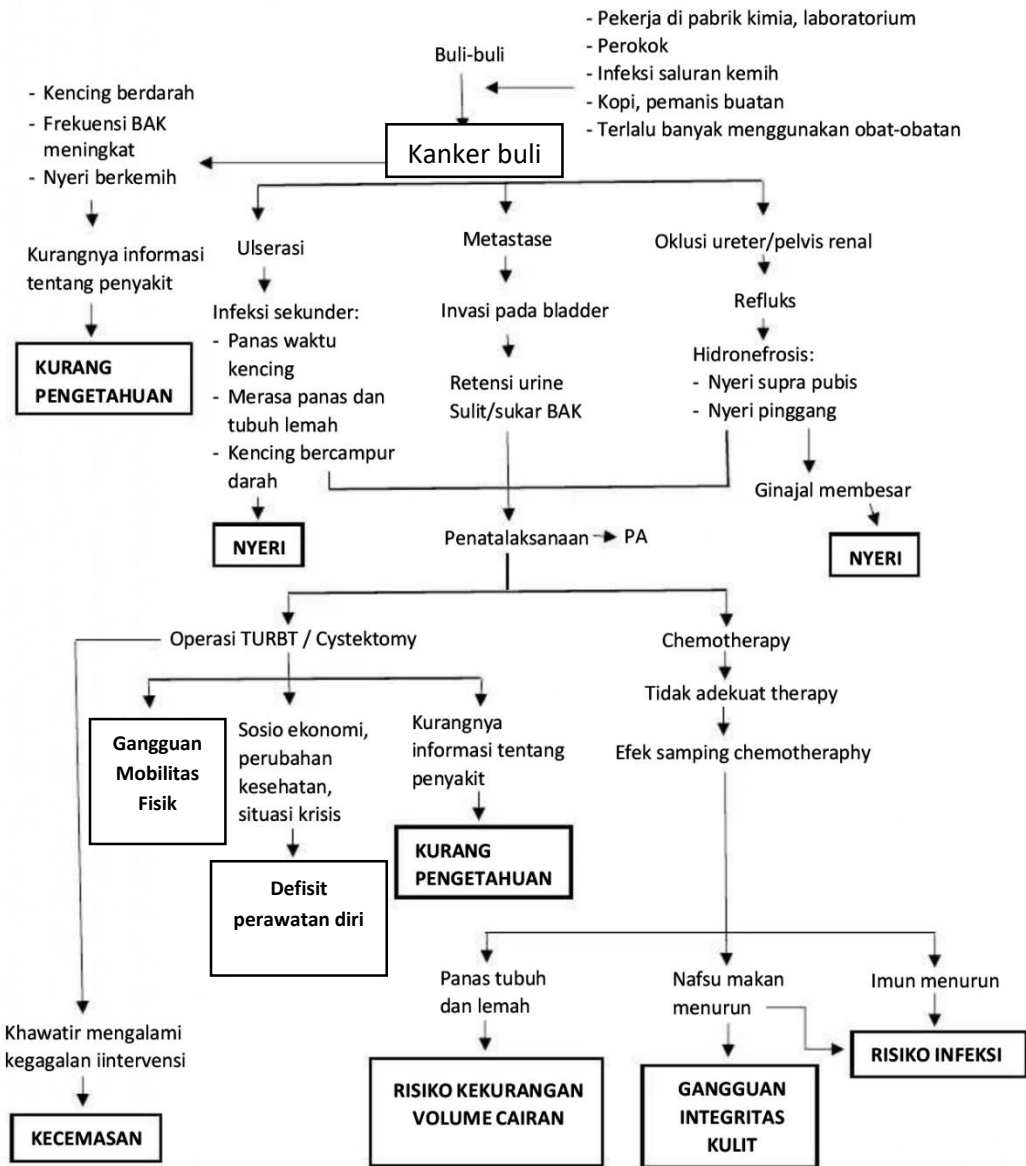 - Pekerja di pabrik kimia, laboratorium
- Perokok
- Infeksi saluran kemih
- Kopi, pemanis buatan
- Terlalu banyak menggunakan obat-obatan
Buli-buli
Kanker buli
- Kencing berdarah
- Frekuensi BAK
meningkat
- Nyeri berkemih
Kurangnya informasi
tentang penyakit
KURANG
PENGETAHUAN
Ulserasi
Infeksi sekunder:
- Panas waktu
kencing
- Merasa panas dan
tubuh lemah
- Kencing bercampur
darah
NYERI
Metastase
Invasi pada bladder
Retensi urine
Sulit/sukar BAK
Oklusi ureter/pelvis renal
Refluks
Hidronefrosis:
- Nyeri supra pubis
- Nyeri pinggang
Ginajal membesar
NYERI
Penatalaksanaan
PA
Operasi TURBT / Cystektomy
Gangguan
Mobilitas
Fisik
Sosio ekonomi,
perubahan
kesehatan,
situasi krisis
Defisit
perawatan diri
Kurangnya
informasi tentang
penyakit
KURANG
PENGETAHUAN
Khawatir mengalami
kegagalan iintervensi
KECEMASAN
Chemotherapy
Tidak adekuat therapy
Efek samping chemotheraphy
Panas tubuh
dan lemah
RISIKO KEKURANGAN
VOLUME CAIRAN
Nafsu makan
menurun
GANGGUAN
INTEGRITAS
KULIT
Imun menurun
RISIKO INFEKSI